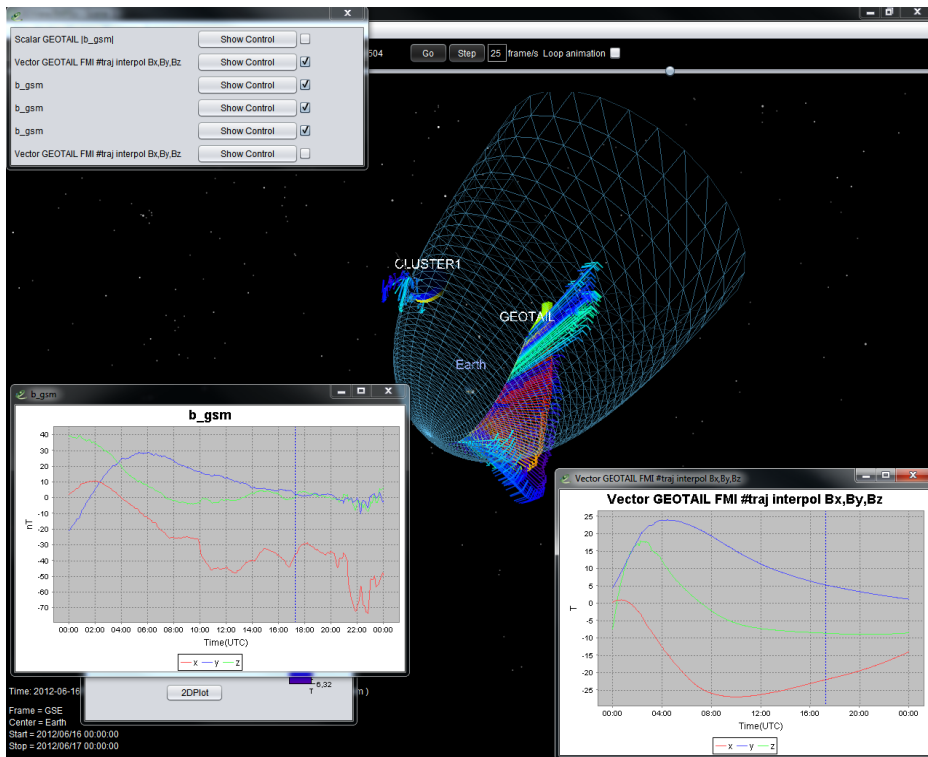 Scalar GEOTAIL |b_gsm| Show Control
Vector GEOTAIL FMI #traj interpol Bx,By,Bz Show Control
b_gsm Show Control
b_gsm Show Control
b_gsm Show Control
Vector GEOTAIL FMI #traj interpol Bx,By,Bz Show Control
504 Go Step 25 frame/s Loop animation
CLUSTER1
GEOTAIL
Earth
b_gsm
b_gsm
40
30
20
10
0
-10
-20
-30
-40
-50
-60
-70
nT
00:00 02:00 04:00 06:00 08:00 10:00 12:00 14:00 16:00 18:00 20:00 22:00 00:00
Time(UTC)
x y z
Vector GEOTAIL FMI #traj interpol Bx,By,Bz
Vector GEOTAIL FMI #traj interpol Bx,By,Bz
25
20
15
10
5
0
-5
-10
-15
-20
-25
T
00:00 04:00 08:00 12:00 16:00 20:00 00:00
Time(UTC)
x y z
6,32
T
2DPlot
Time: 2012-06-16
Frame = GSE
Center = Earth
Start = 2012/06/16 00:00:00
Stop = 2012/06/17 00:00:00